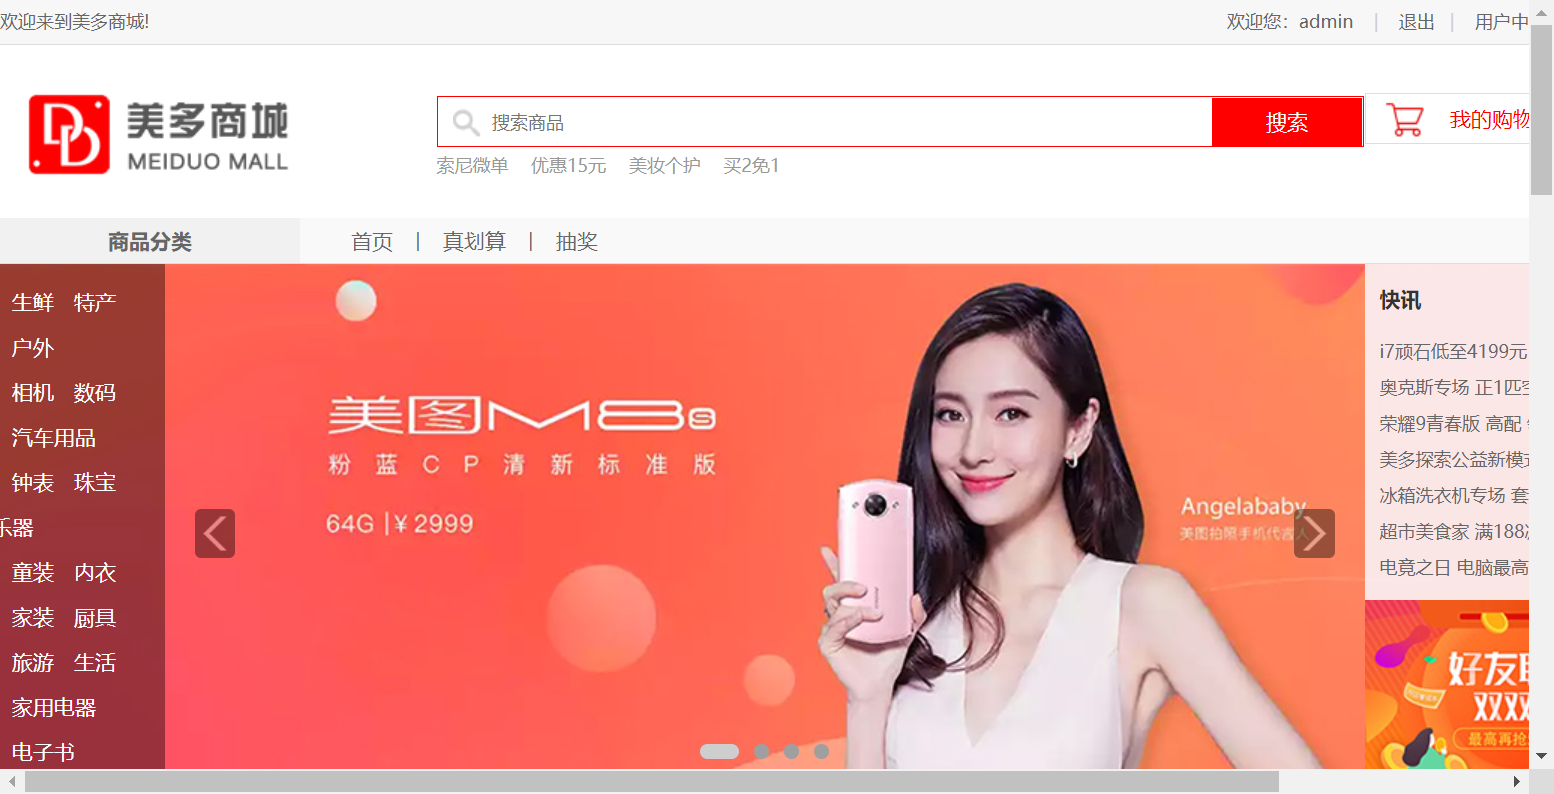 欢迎来到美多商城!
欢迎您：admin | 退出 | 用户中
美多商城
MEIDUO MALL
搜索商品
搜索
我的购物
索尼微单 优惠15元 美妆个护 买2免1
商品分类
首页 | 真划算 | 抽奖
生鲜 特产
户外
相机 数码
汽车用品
钟表 珠宝
乐器
童装 内衣
家装 厨具
旅游 生活
家用电器
电子书
美图M8s
粉蓝CP清新标准版
64G |￥2999
Angelababy
美图拍照手机代言人
快讯
i7顽石低至4199元
奥克斯专场 正1匹空
荣耀9青春版 高配
美多探索公益新模式
冰箱洗衣机专场 套
超市美食家 满188减
电竞之日 电脑最高
好友联
双双
最高再抢